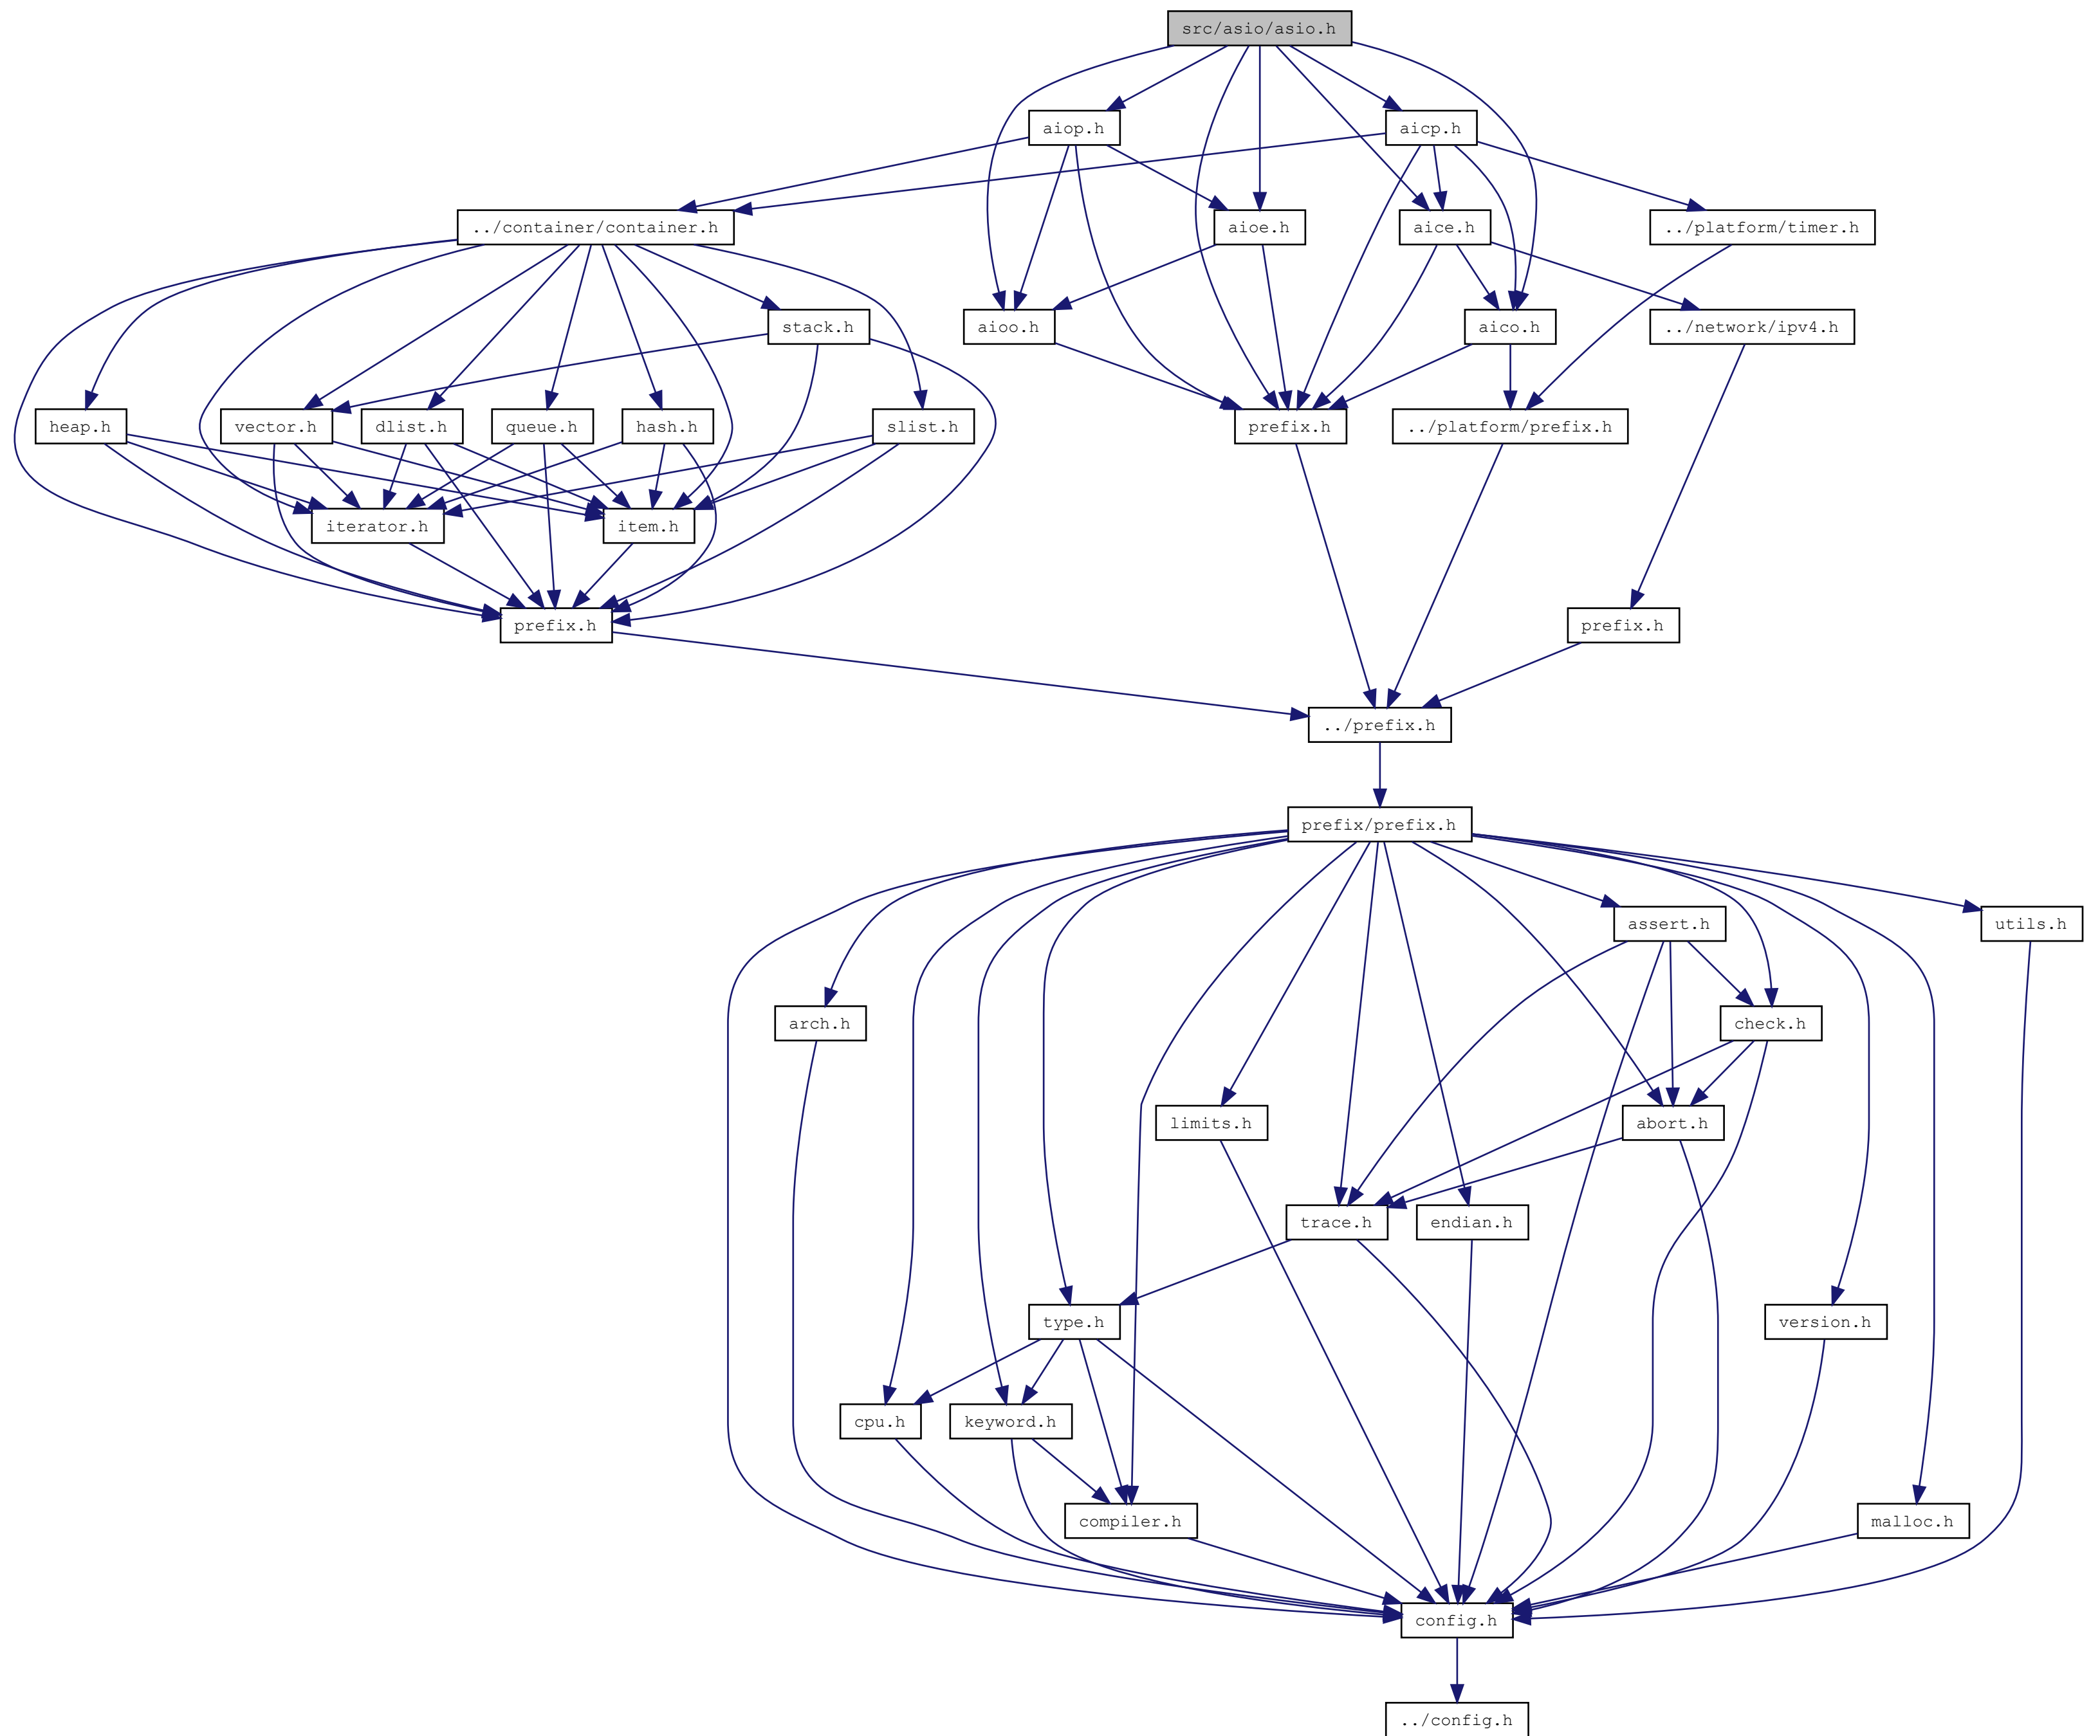 src/asio/asio.h
aiop.h
aicp.h
../container/container.h
aioe.h
aice.h
../platform/timer.h
stack.h
aioo.h
aico.h
../network/ipv4.h
heap.h
vector.h
dlist.h
queue.h
hash.h
slist.h
prefix.h
../platform/prefix.h
iterator.h
item.h
prefix.h
prefix.h
../prefix.h
prefix/prefix.h
assert.h
utils.h
arch.h
check.h
limits.h
abort.h
trace.h
endian.h
type.h
version.h
cpu.h
keyword.h
compiler.h
malloc.h
config.h
../config.h